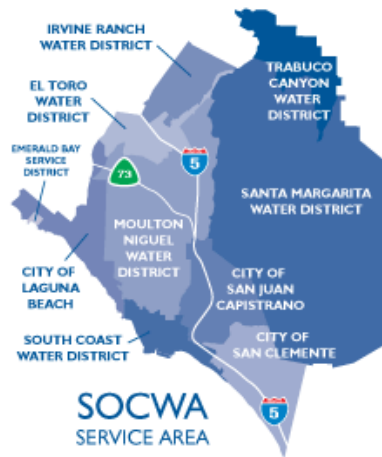 IRVINE RANCH
WATER DISTRICT
TRABUCO
CANYON
WATER
DISTRICT
EL TORO
WATER
DISTRICT
EMERALD BAY
SERVICE
DISTRICT
5
73
SANTA MARGARITA
WATER DISTRICT
MOULTON
NIGUEL
WATER
DISTRICT
CITY OF
LAGUNA
BEACH
CITY OF
SAN JUAN
CAPISTRANO
SOUTH COAST
WATER DISTRICT
CITY OF
SAN CLEMENTE
5
SOCWA
SERVICE AREA